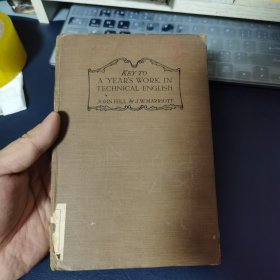 KEY TO
A YEAR'S WORK IN
TECHNICAL ENGLISH
JOHN HILL & J.W. MARRIOTT